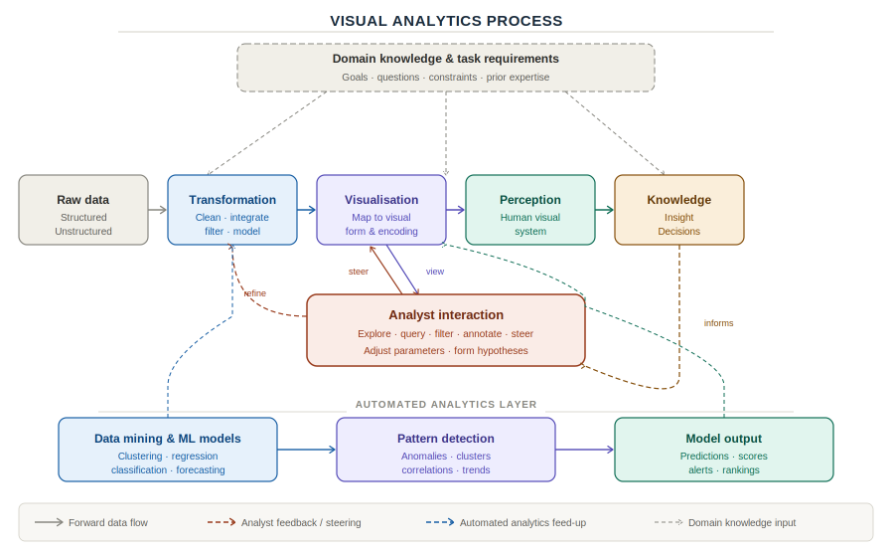 VISUAL ANALYTICS PROCESS
Domain knowledge & task requirements
Goals · questions · constraints · prior expertise
Raw data
Structured
Unstructured
Transformation
Clean · integrate
filter · model
Visualisation
Map to visual
form & encoding
Perception
Human visual
system
Knowledge
Insight
Decisions
refine
steer
view
informs
Analyst interaction
Explore · query · filter · annotate · steer
Adjust parameters · form hypotheses
AUTOMATED ANALYTICS LAYER
Data mining & ML models
Clustering · regression
classification · forecasting
Pattern detection
Anomalies · clusters
correlations · trends
Model output
Predictions · scores
alerts · rankings
Forward data flow
Analyst feedback / steering
Automated analytics feed-up
Domain knowledge input